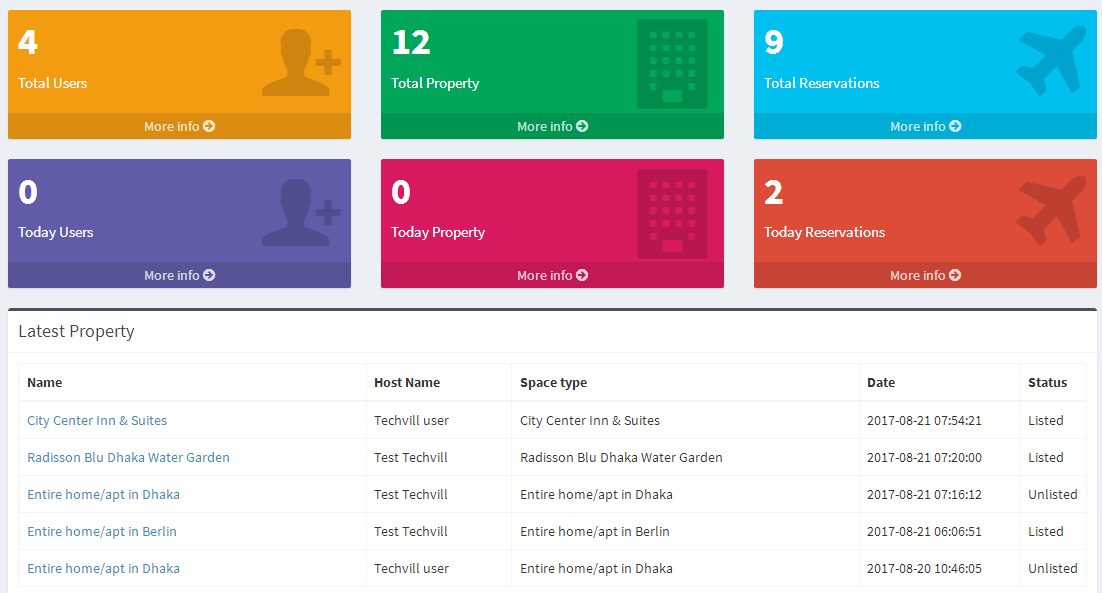 4
Total Users
More info
12
Total Property
More info
9
Total Reservations
More info
0
Today Users
More info
0
Today Property
More info
2
Today Reservations
More info
Latest Property
Name Host Name Space type Date Status
City Center Inn & Suites Techvill user City Center Inn & Suites 2017-08-21 07:54:21 Listed
Radisson Blu Dhaka Water Garden Test Techvill Radisson Blu Dhaka Water Garden 2017-08-21 07:20:00 Listed
Entire home/apt in Dhaka Test Techvill Entire home/apt in Dhaka 2017-08-21 07:16:12 Unlisted
Entire home/apt in Berlin Test Techvill Entire home/apt in Berlin 2017-08-21 06:06:51 Listed
Entire home/apt in Dhaka Techvill user Entire home/apt in Dhaka 2017-08-20 10:46:05 Unlisted